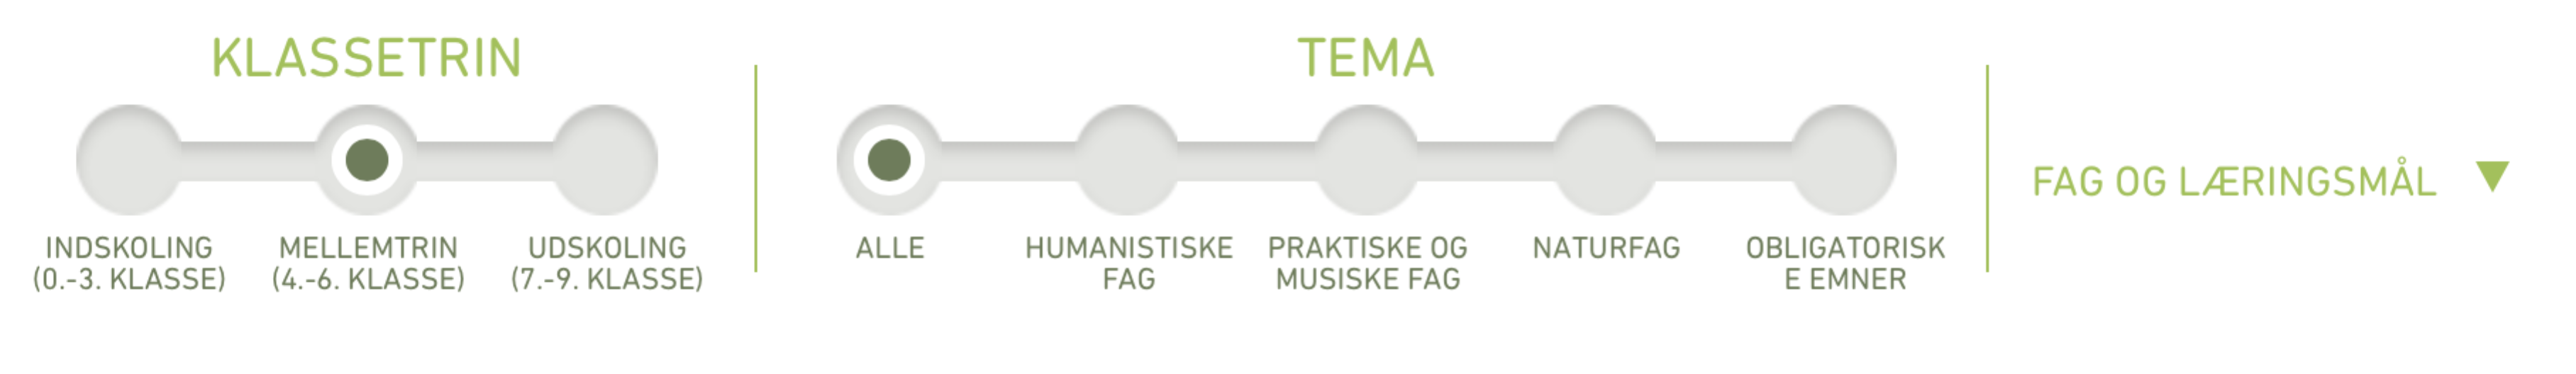 KLASSETRIN
INDSKOLING
(0.-3. KLASSE)
MELLEMTRIN
(4.-6. KLASSE)
UDSKOLING
(7.-9. KLASSE)
TEMA
ALLE
HUMANISTISKE
FAG
PRAKTISKE OG
MUSISKE FAG
NATURFAG
OBLIGATORISK
E EMNER
FAG OG LÆRINGSMÅL